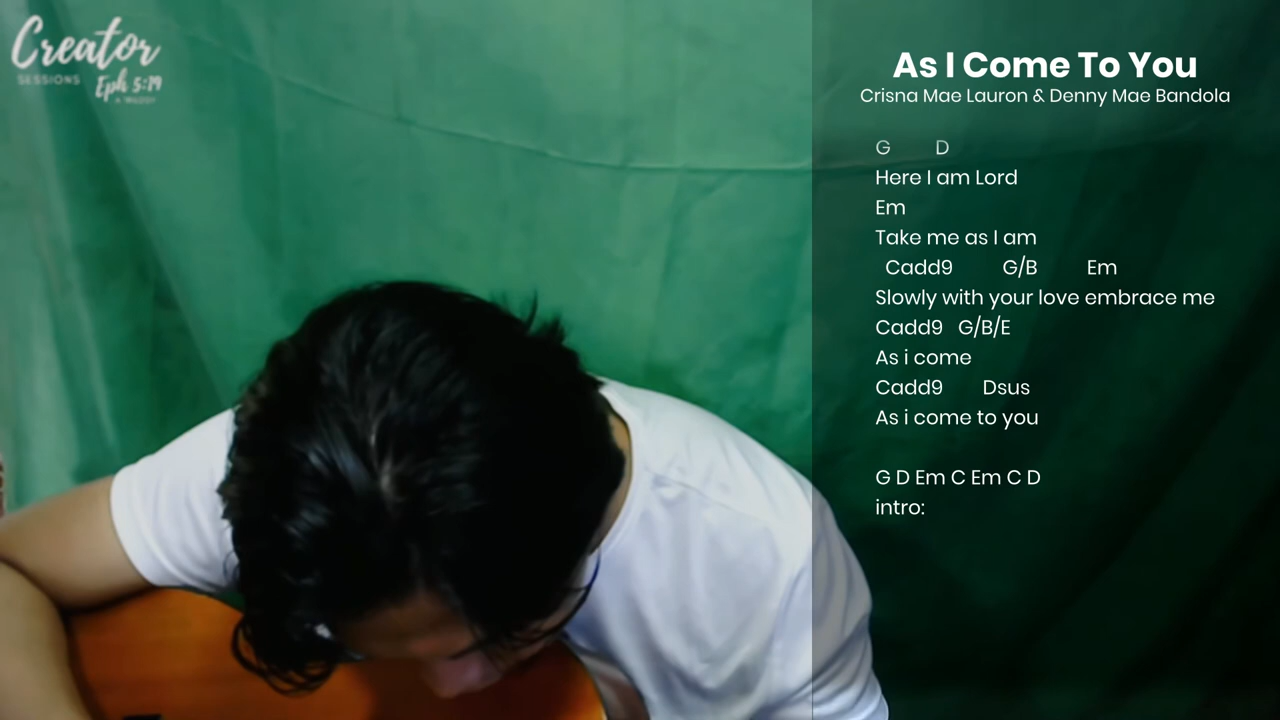 Creator
SESSIONS
Eph 5:19
As I Come To You
Crisna Mae Lauron & Denny Mae Bandola
G D
Here I am Lord
Em
Take me as I am
Cadd9 G/B Em
Slowly with your love embrace me
Cadd9 G/B/E
As i come
Cadd9 Dsus
As i come to you
G D Em C Em C D
intro: